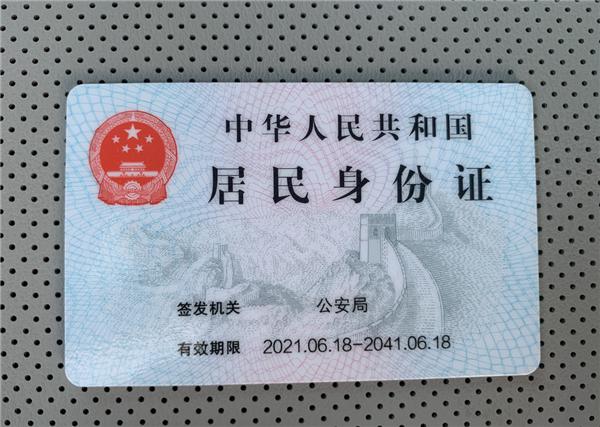 中华人民共和国
居民身份证
签发机关 公安局
有效期限 2021.06.18-2041.06.18